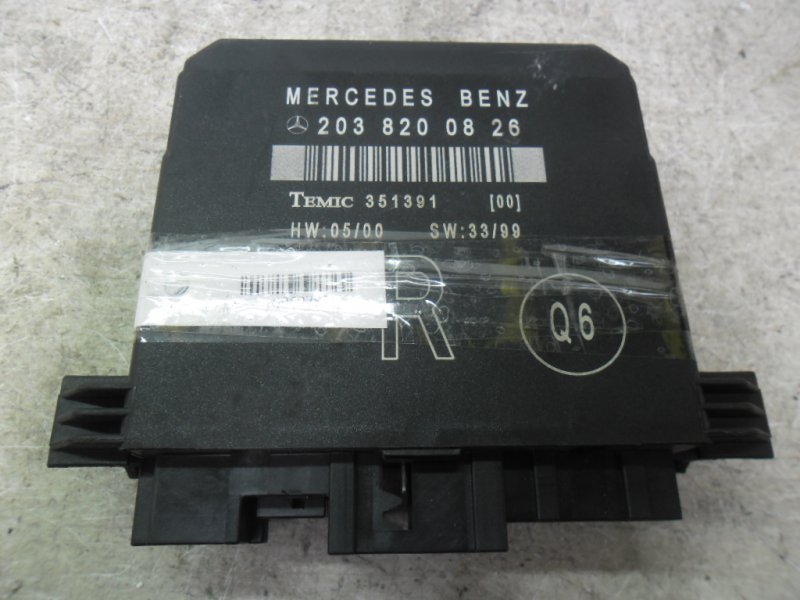 MERCEDES BENZ
203 820 08 26
TEMIC 351391 [00]
HW:05/00 SW:33/99
R
Q6